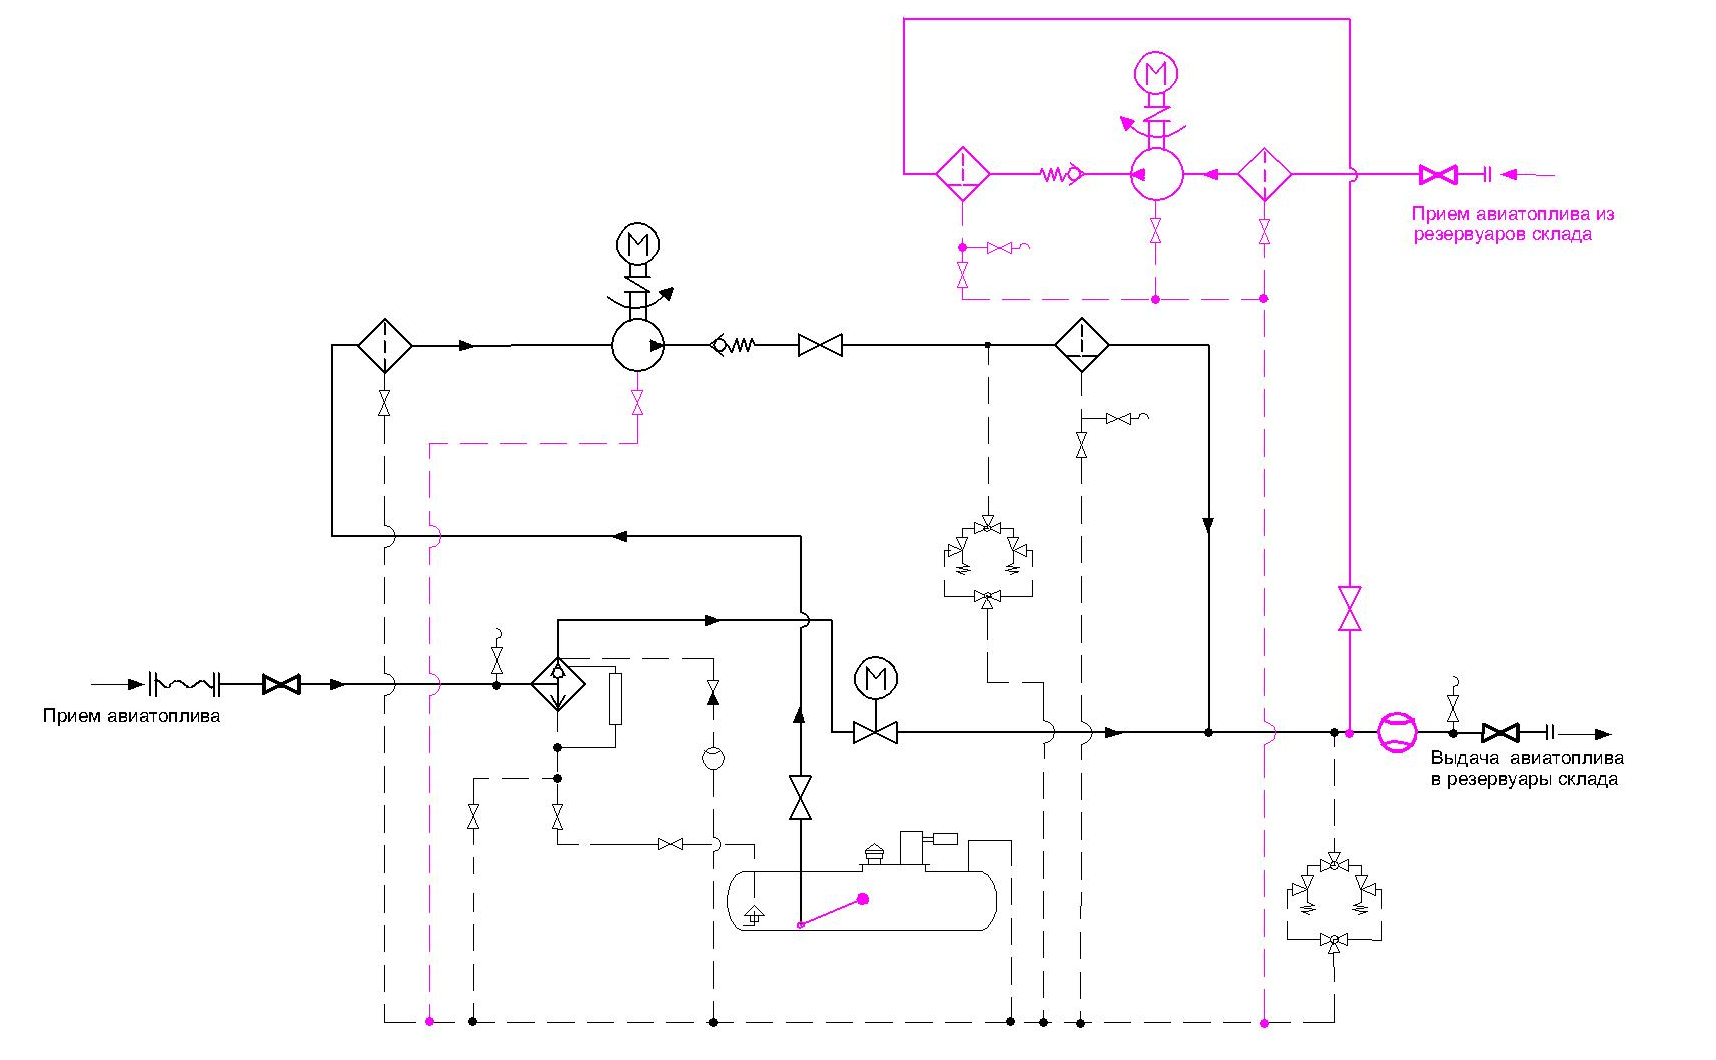 M
Прием авиатоплива из
резервуаров склада
M
M
Прием авиатоплива
Выдача авиатоплива
в резервуары склада